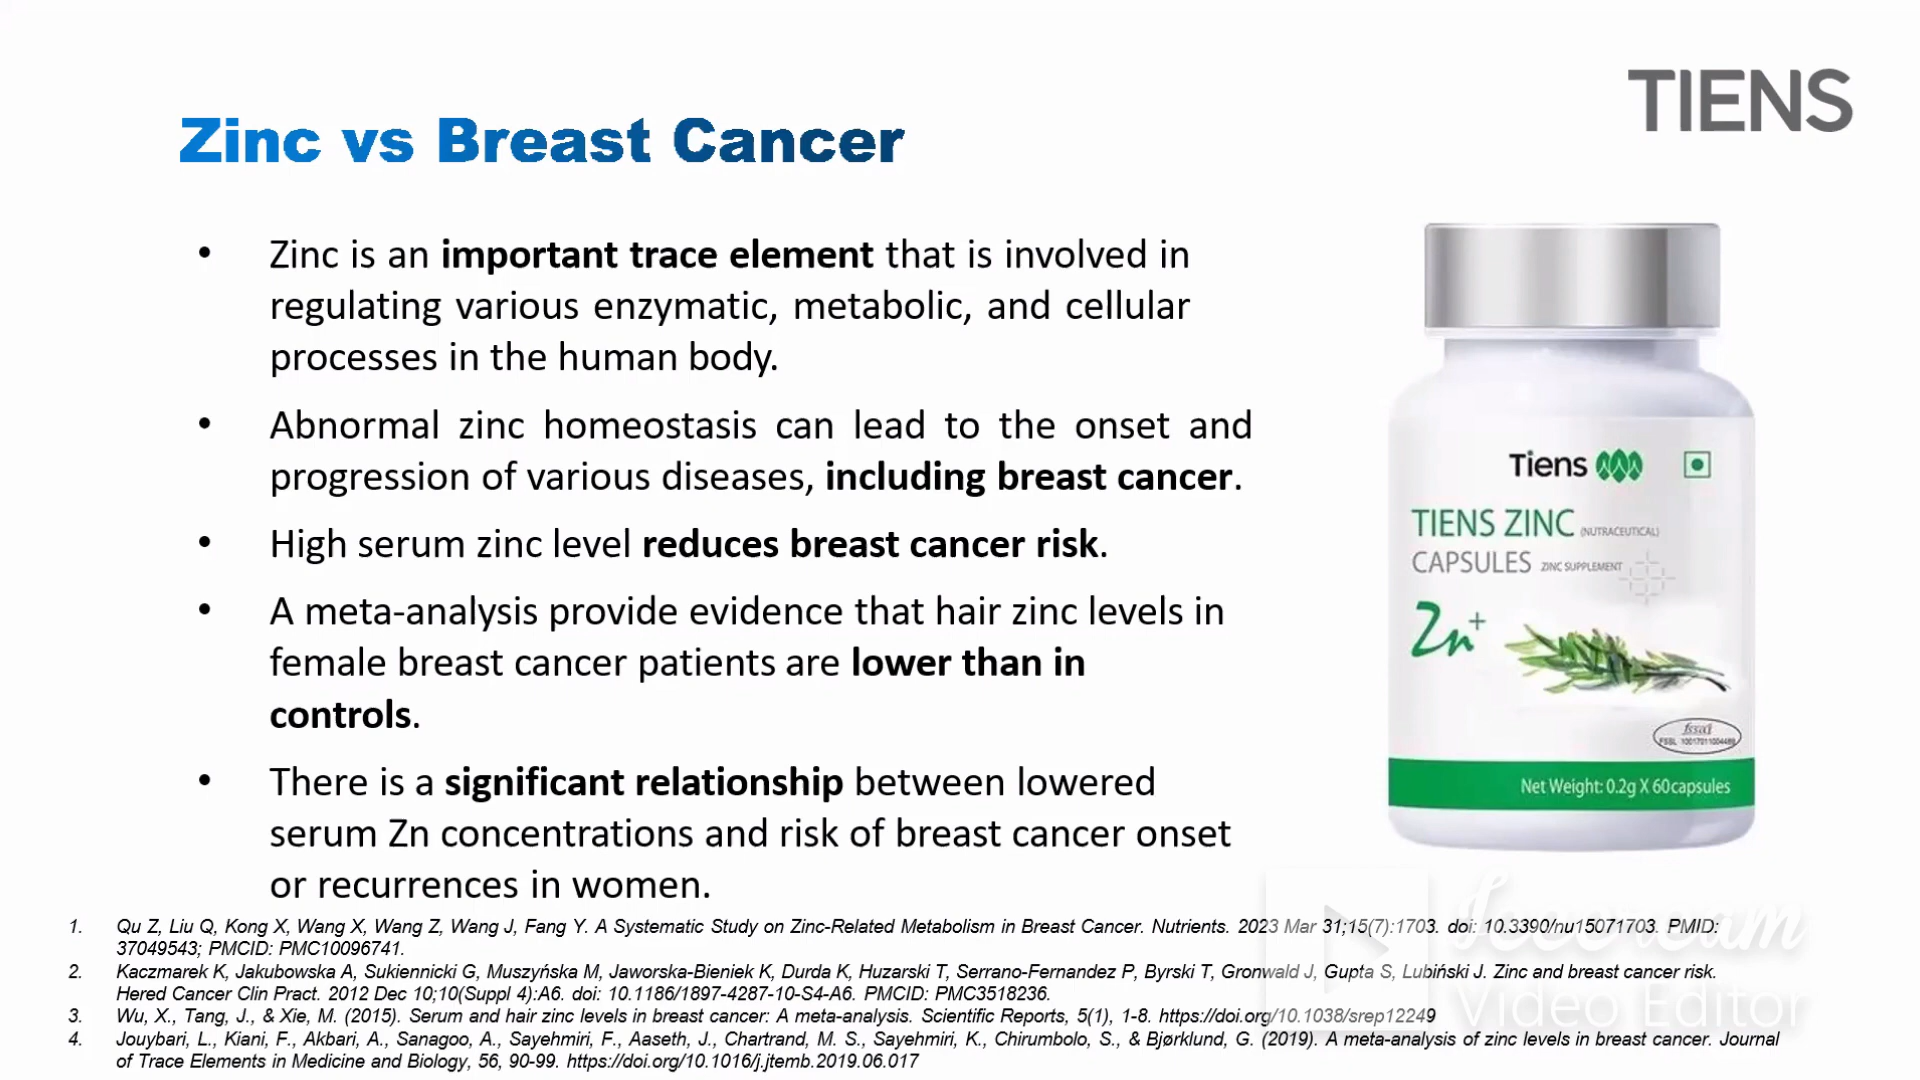 TIENS
Zinc vs Breast Cancer
• Zinc is an important trace element that is involved in
regulating various enzymatic, metabolic, and cellular
processes in the human body.
• Abnormal zinc homeostasis can lead to the onset and
progression of various diseases, including breast cancer.
• High serum zinc level reduces breast cancer risk.
• A meta-analysis provide evidence that hair zinc levels in
female breast cancer patients are lower than in
controls.
• There is a significant relationship between lowered
serum Zn concentrations and risk of breast cancer onset
or recurrences in women.
Tiens
TIENS ZINC (NUTRACEUTICAL)
CAPSULES ZINC SUPPLEMENT
Zn+
fssai
Net Weight: 0.2g X 60capsules
1. Qu Z, Liu Q, Kong X, Wang X, Wang Z, Wang J, Fang Y. A Systematic Study on Zinc-Related Metabolism in Breast Cancer. Nutrients. 2023 Mar 31;15(7):1703. doi: 10.3390/nu15071703. PMID:
37049543; PMCID: PMC10096741.
2. Kaczmarek K, Jakubowska A, Sukiennicki G, Muszyńska M, Jaworska-Bieniek K, Durda K, Huzarski T, Serrano-Fernandez P, Byrski T, Gronwald J, Gupta S, Lubiński J. Zinc and breast cancer risk.
Hered Cancer Clin Pract. 2012 Dec 10;10(Suppl 4):A6. doi: 10.1186/1897-4287-10-S4-A6. PMCID: PMC3518236.
3. Wu, X., Tang, J., & Xie, M. (2015). Serum and hair zinc levels in breast cancer: A meta-analysis. Scientific Reports, 5(1), 1-8. https://doi.org/10.1038/srep12249
4. Jouybari, L., Kiani, F., Akbari, A., Sanagoo, A., Sayehmiri, F., Aaseth, J., Chartrand, M. S., Sayehmiri, K., Chirumbolo, S., & Bjørklund, G. (2019). A meta-analysis of zinc levels in breast cancer. Journal
of Trace Elements in Medicine and Biology, 56, 90-99. https://doi.org/10.1016/j.jtemb.2019.06.017
Icecream
Video Editor